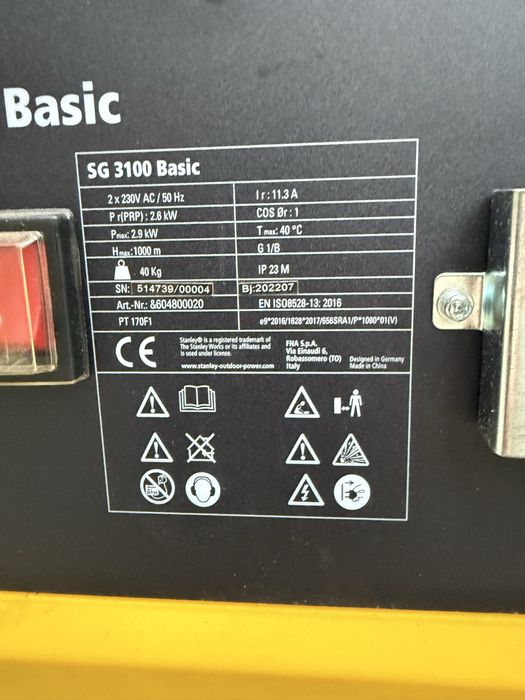 Basic
SG 3100 Basic
2 x 230V AC / 50 Hz
I r : 11.3 A
P r(PRP) : 2.6 kW
COS Ør : 1
Pmax: 2.9 kW
T max: 40 °C
H max:1000 m
G 1/B
40 Kg
IP 23 M
SN: 514739/00004
Bj:202207
Art.-Nr.: &604800020
EN ISO8528-13: 2016
PT 170F1
e9*2016/1628*2017/656SRA1/P*1080*01(V)
CE
Stanley® is a registered trademark of
The Stanley Works or its affiliates and
is used under license.
www.stanley-outdoor-power.com
FNA S.p.A.
Via Einaudi 6,
Robassomero (TO)
Italy
Designed in Germany
Made in China